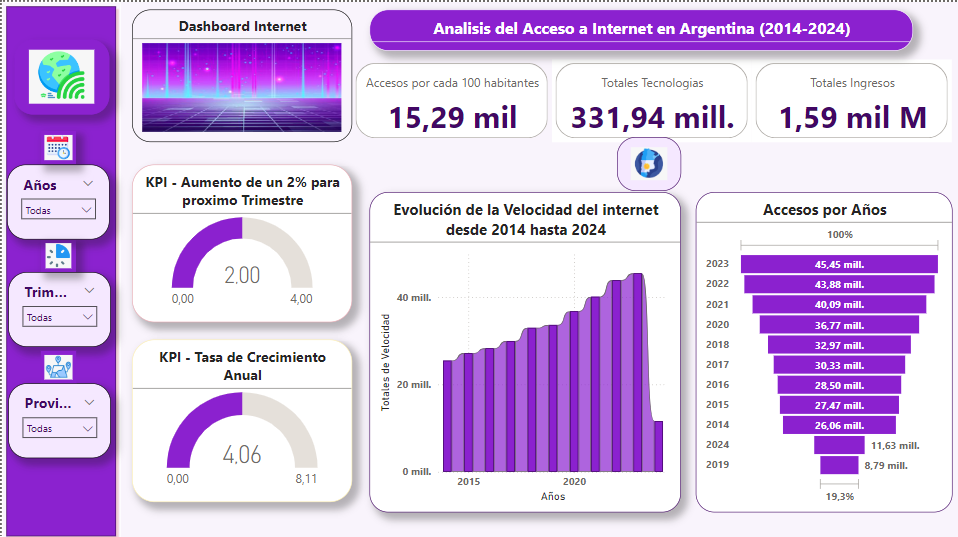 Dashboard Internet
Analisis del Acceso a Internet en Argentina (2014-2024)
Accesos por cada 100 habitantes
15,29 mil
Totales Tecnologias
331,94 mill.
Totales Ingresos
1,59 mil M
Años
Todas
Trim...
Todas
Provi...
Todas
KPI - Aumento de un 2% para
proximo Trimestre
2,00
0,00
4,00
KPI - Tasa de Crecimiento
Anual
4,06
0,00
8,11
Evolución de la Velocidad del internet
desde 2014 hasta 2024
Totales de Velocidad
40 mill.
20 mill.
0 mill.
2015
2020
Años
Accesos por Años
100%
2023 45,45 mill.
2022 43,88 mill.
2021 40,09 mill.
2020 36,77 mill.
2018 32,97 mill.
2017 30,33 mill.
2016 28,50 mill.
2015 27,47 mill.
2014 26,06 mill.
2024 11,63 mill.
2019 8,79 mill.
19,3%